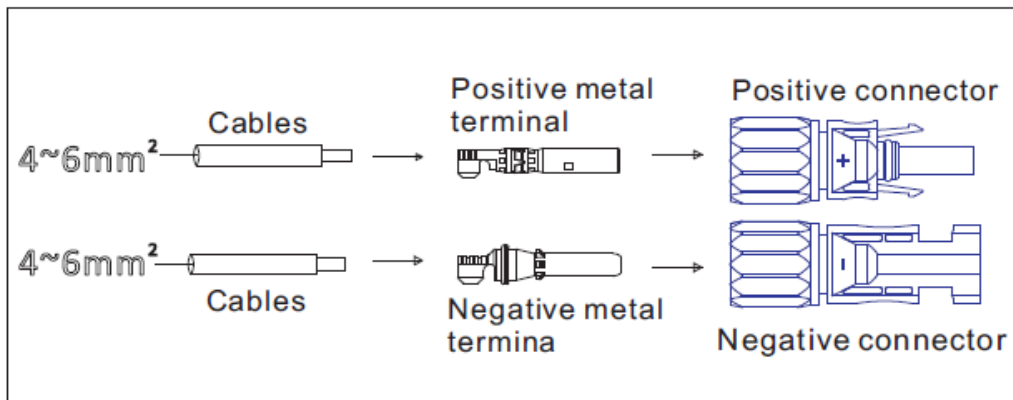 Cables
4~6mm²
Positive metal
terminal
Positive connector
+
4~6mm²
Cables
Negative metal
termina
-
Negative connector